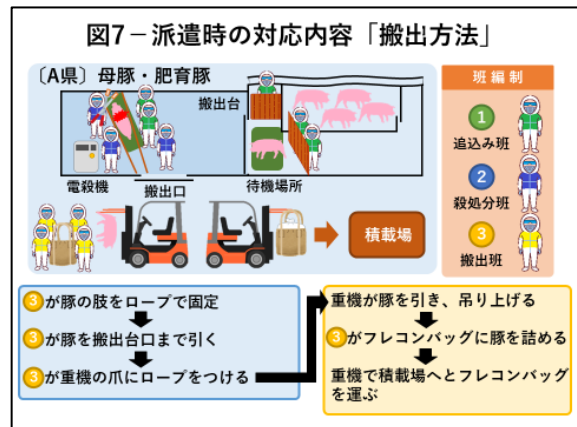 図7－派遣時の対応内容「搬出方法」
〔A県〕母豚・肥育豚
搬出台
電殺機
搬出口
待機場所
積載場
班編制
1
追込み班
2
殺処分班
3
搬出班
3が豚の肢をロープで固定
3が豚を搬出台口まで引く
3が重機の爪にロープをつける
重機が豚を引き、吊り上げる
3がフレコンバッグに豚を詰める
重機で積載場へとフレコンバッグ
を運ぶ